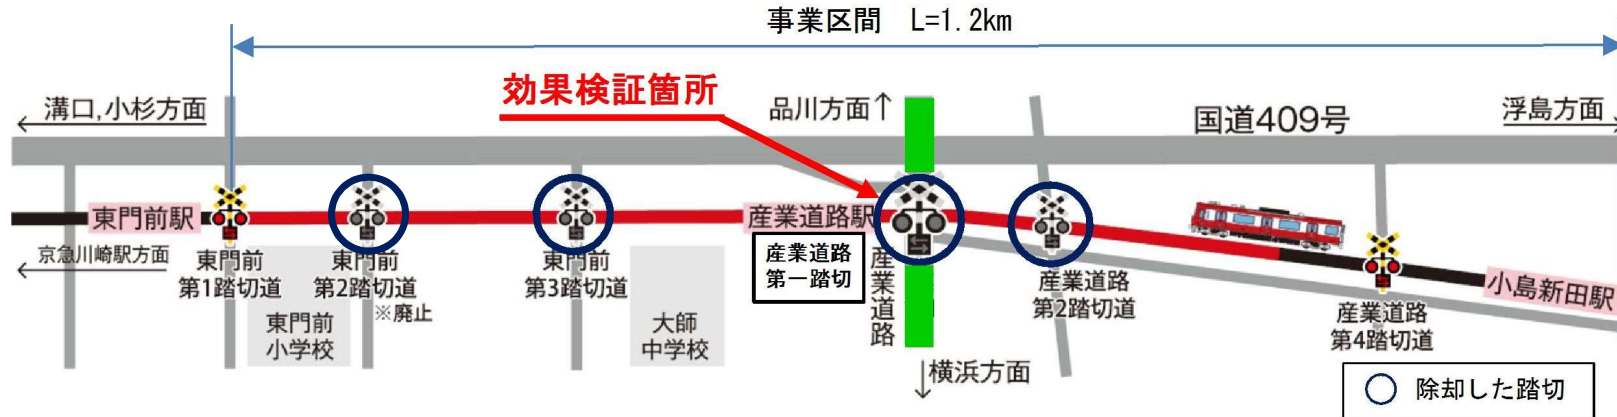 事業区間　L=1.2km
効果検証箇所
溝口,小杉方面
品川方面↑
国道409号
浮島方面
東門前駅
産業道路駅
京急川崎駅方面
東門前
第1踏切道
東門前
第2踏切道
※廃止
東門前
第3踏切道
産業道路
第一踏切
産業道路
産業道路
第2踏切道
小島新田駅
産業道路
第4踏切道
東門前
小学校
大師
中学校
↓横浜方面
○ 除却した踏切